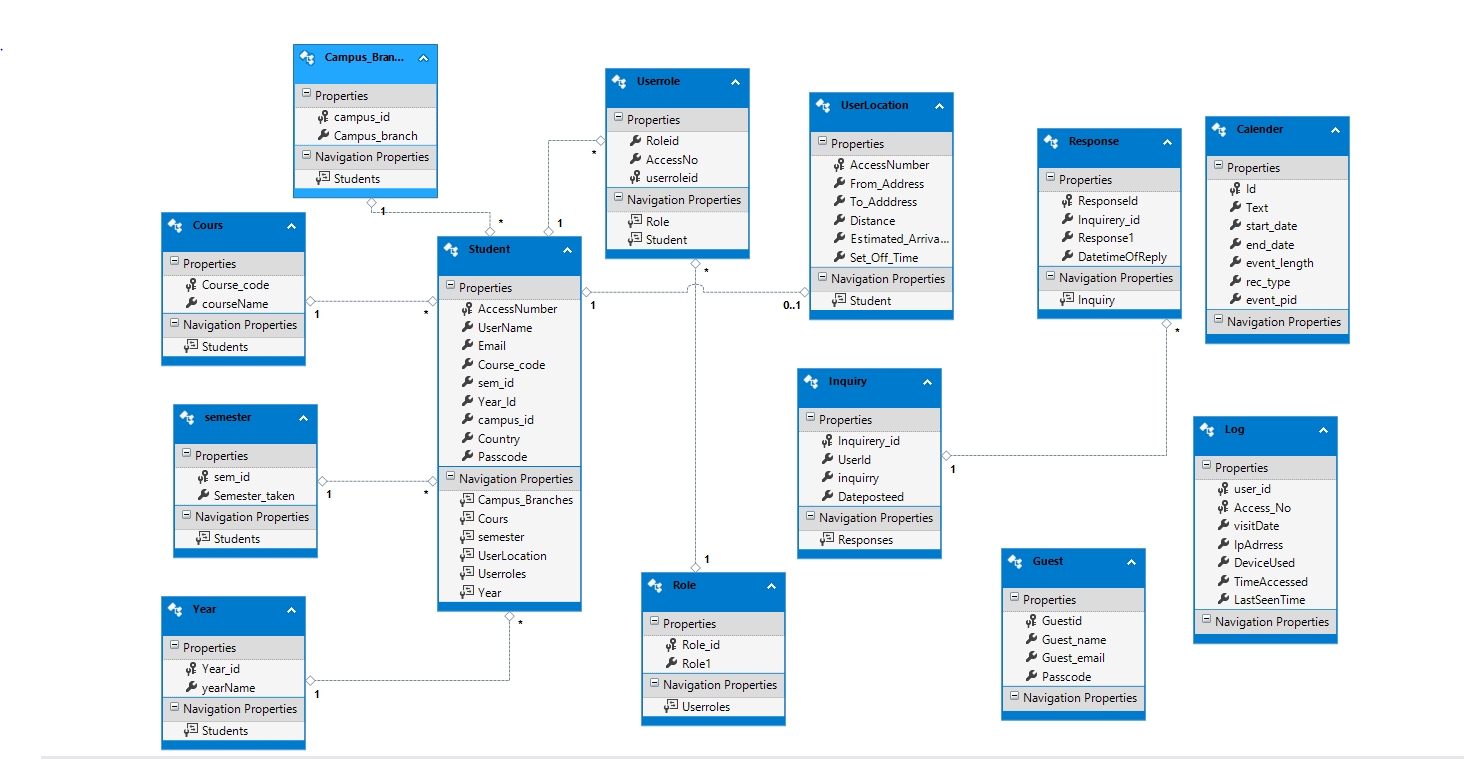 .
Campus_Bran...
Properties
campus_id
Campus_branch
Navigation Properties
Students
1
*
Userrole
Properties
Roleid
AccessNo
userroleid
Navigation Properties
Role
Student
*
1
*
UserLocation
Properties
AccessNumber
From_Address
To_Adddress
Distance
Estimated_Arriva...
Set_Off_Time
Navigation Properties
Student
1
0..1
Response
Properties
ResponseId
Inquirery_id
Response1
DatetimeOfReply
Navigation Properties
Inquiry
*
Calender
Properties
Id
Text
start_date
end_date
event_length
rec_type
event_pid
Navigation Properties
Cours
Properties
Course_code
courseName
Navigation Properties
Students
1
*
Student
Properties
AccessNumber
UserName
Email
Course_code
sem_id
Year_Id
campus_id
Country
Passcode
Navigation Properties
Campus_Branches
Cours
semester
UserLocation
Userroles
Year
*
semester
Properties
sem_id
Semester_taken
Navigation Properties
Students
1
*
Inquiry
Properties
Inquirery_id
UserId
inquirry
Dateposteed
Navigation Properties
Responses
1
Log
Properties
user_id
Access_No
visitDate
IpAdrress
DeviceUsed
TimeAccessed
LastSeenTime
Navigation Properties
Year
Properties
Year_id
yearName
Navigation Properties
Students
1
1
Role
Properties
Role_id
Role1
Navigation Properties
Userroles
Guest
Properties
Guestid
Guest_name
Guest_email
Passcode
Navigation Properties